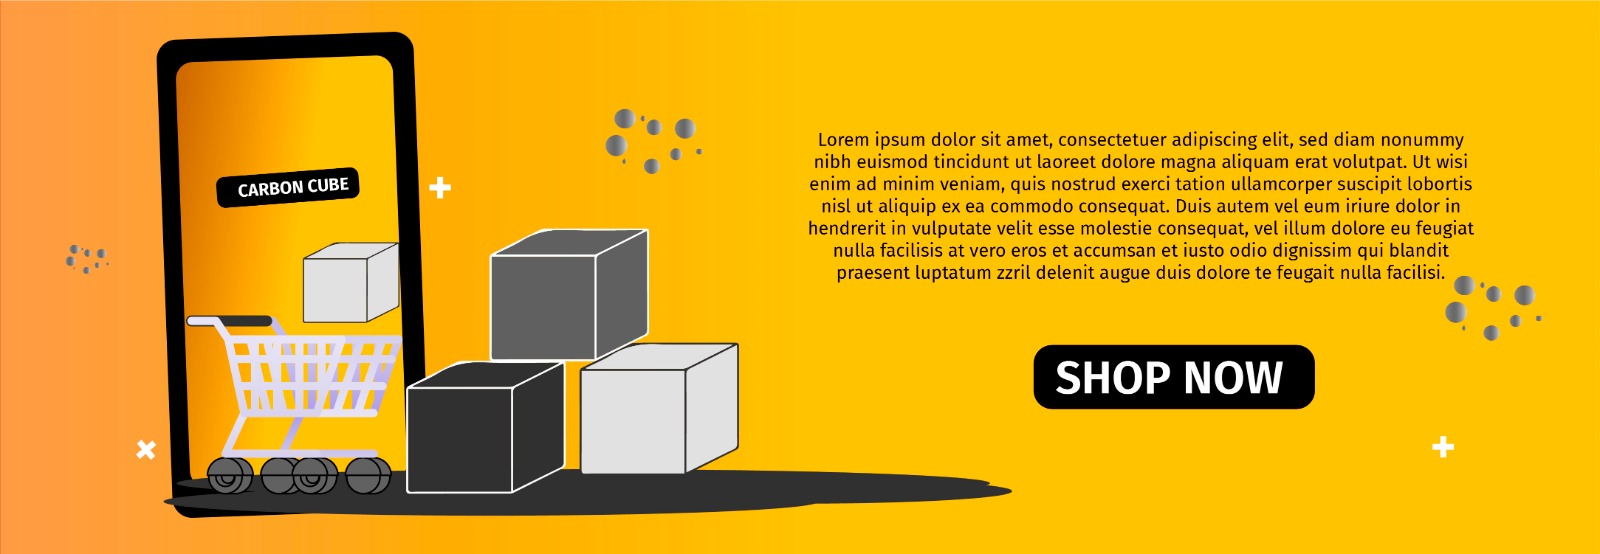 CARBON CUBE
Lorem ipsum dolor sit amet, consectetuer adipiscing elit, sed diam nonummy
nibh euismod tincidunt ut laoreet dolore magna aliquam erat volutpat. Ut wisi
enim ad minim veniam, quis nostrud exerci tation ullamcorper suscipit lobortis
nisl ut aliquip ex ea commodo consequat. Duis autem vel eum iriure dolor in
hendrerit in vulputate velit esse molestie consequat, vel illum dolore eu feugiat
nulla facilisis at vero eros et accumsan et iusto odio dignissim qui blandit
praesent luptatum zzril delenit augue duis dolore te feugait nulla facilisi.
SHOP NOW